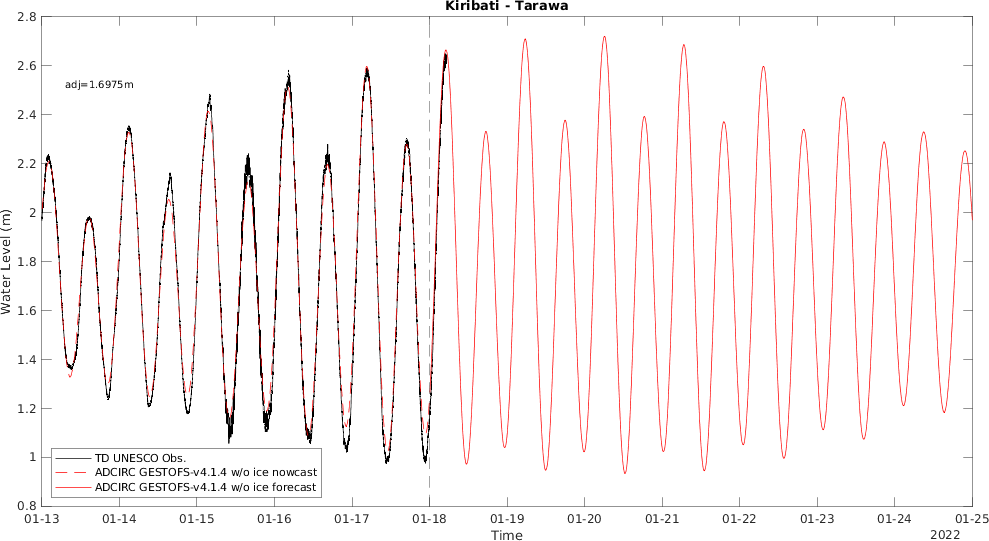 Kiribati - Tarawa
2.8
2.6
2.4
2.2
2
1.8
1.6
1.4
1.2
1
0.8
Water Level (m)
adj=1.6975m
TD UNESCO Obs.
ADCIRC GESTOFS-v4.1.4 w/o ice nowcast
ADCIRC GESTOFS-v4.1.4 w/o ice forecast
01-13 01-14 01-15 01-16 01-17 01-18 01-19 01-20 01-21 01-22 01-23 01-24 01-25
Time
2022